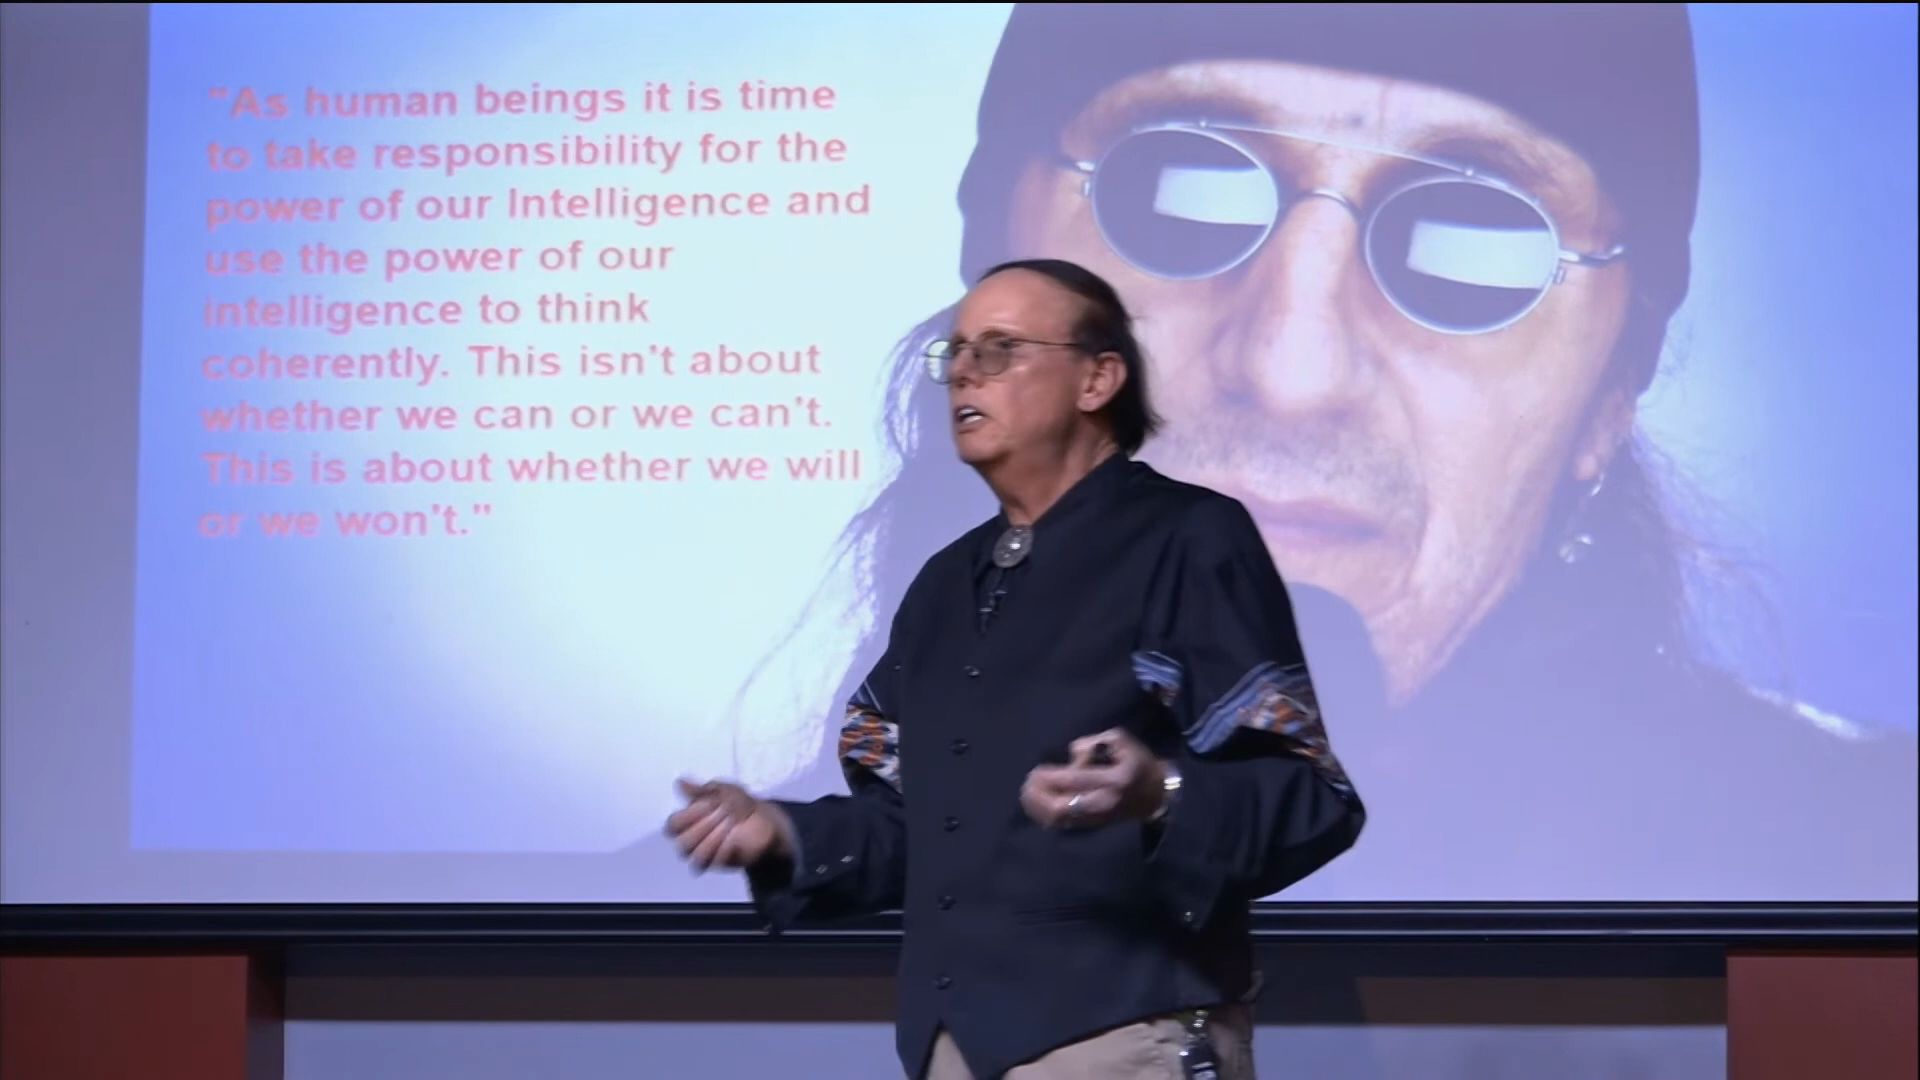 "As human beings it is time
to take responsibility for the
power of our Intelligence and
use the power of our
intelligence to think
coherently. This isn't about
whether we can or we can't.
This is about whether we will
or we won't."